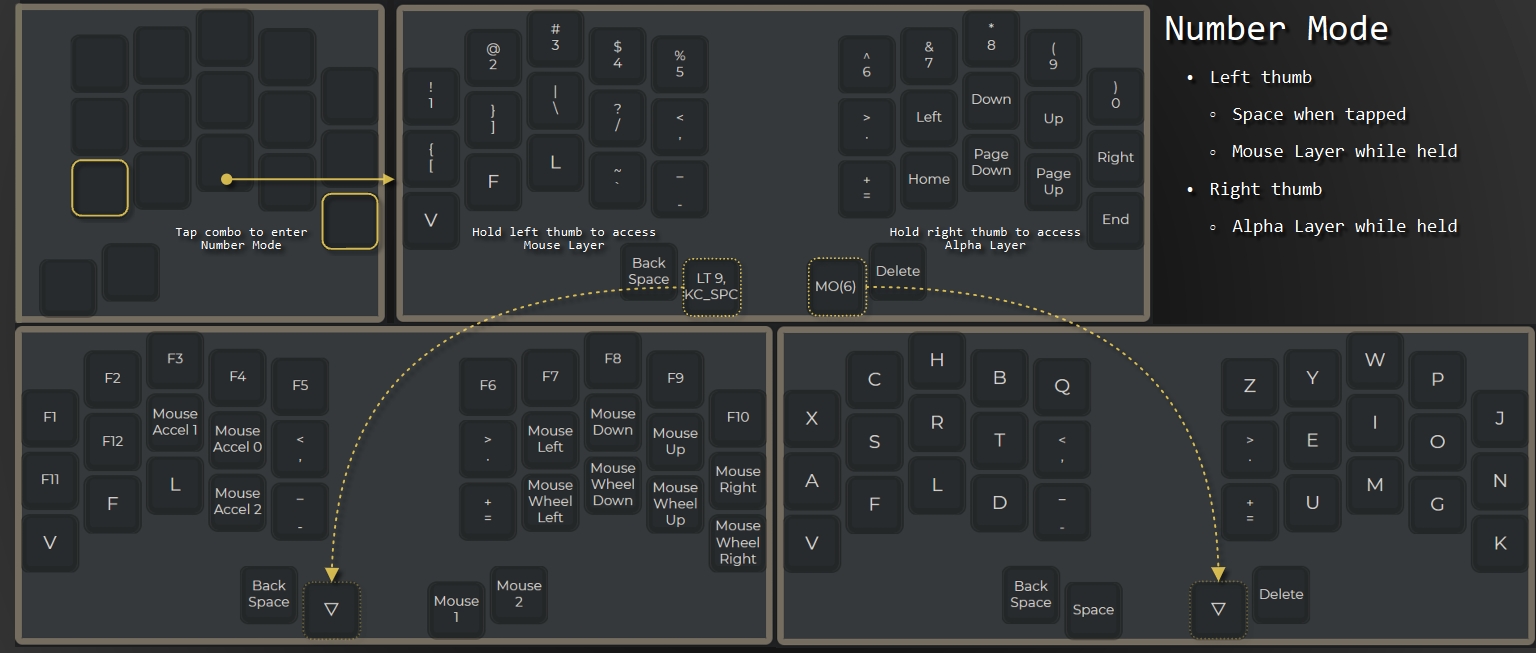 Number Mode
• Left thumb
◦ Space when tapped
◦ Mouse Layer while held
• Right thumb
◦ Alpha Layer while held
Tap combo to enter
Number Mode
! @ # $ %
1 2 3 4 5
{ } | ? <
[ ] \ / ,
V F L ~ _
` -
Hold left thumb to access
Mouse Layer
Back
Space
LT 9,
KC_SPC
^ & * ( )
6 7 8 9 0
> Left Down Up Right
.
+ Home Page Down Page Up End
=
Hold right thumb to access
Alpha Layer
MO(6)
Delete
F1 F2 F3 F4 F5
F11 F12 Mouse Accel 1 Mouse Accel 0 <
,
V F L Mouse Accel 2 _
-
Back
Space
▽
F6 F7 F8 F9 F10
> Mouse Left Mouse Down Mouse Up Mouse Right
.
+ Mouse Wheel Left Mouse Wheel Down Mouse Wheel Up Mouse Wheel Right
=
Mouse
1
Mouse
2
X C H B Q
A S R T <
,
V F L D _
-
Back
Space
Space
Z Y W P J
> E I O N
.
+ U M G K
=
▽
Delete